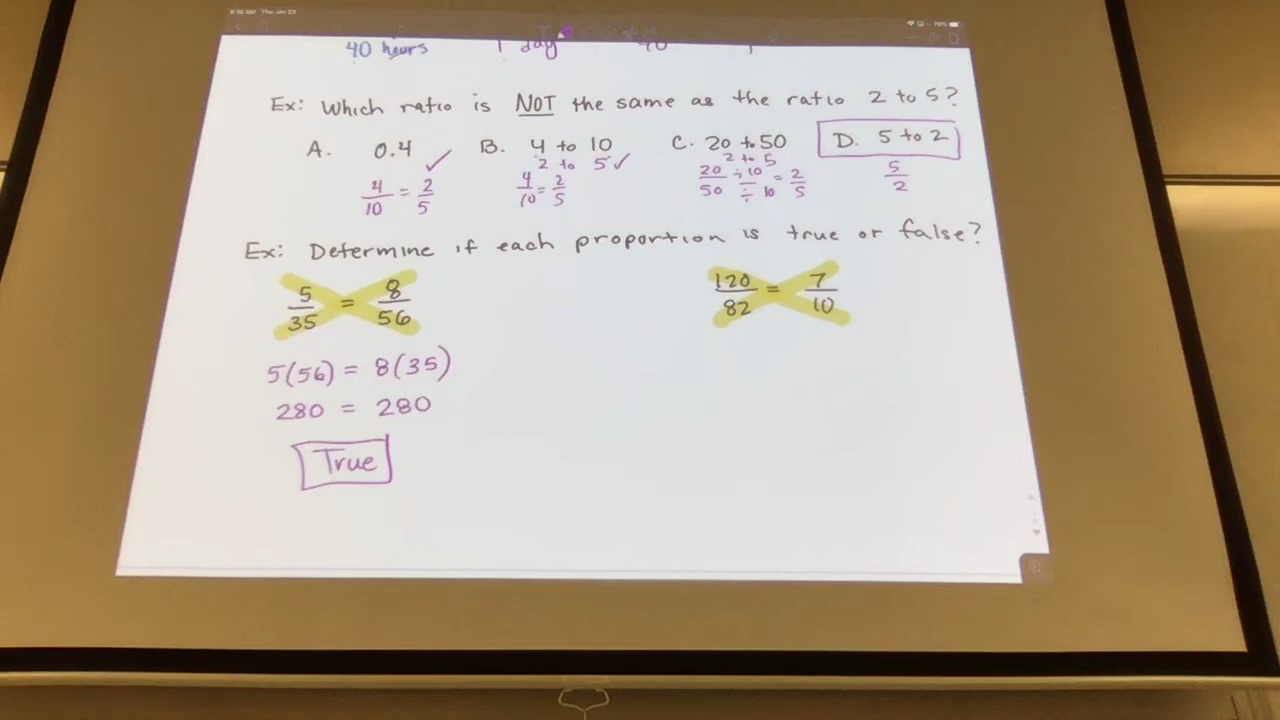 40 hours 1 day
Ex: Which ratio is NOT the same as the ratio 2 to 5?
A. 0.4 ✓ B. 4 to 10 C. 20 to 50 D. 5 to 2
2 to 5 ✓ 2 to 5
4/10 = 2/5 4/10 = 2/5 20/50 ÷ 10/÷ 10 = 2/5 5/2
Ex: Determine if each proportion is true or false?
5/35 = 8/56 120/82 = 7/10
5(56) = 8(35)
280 = 280
True